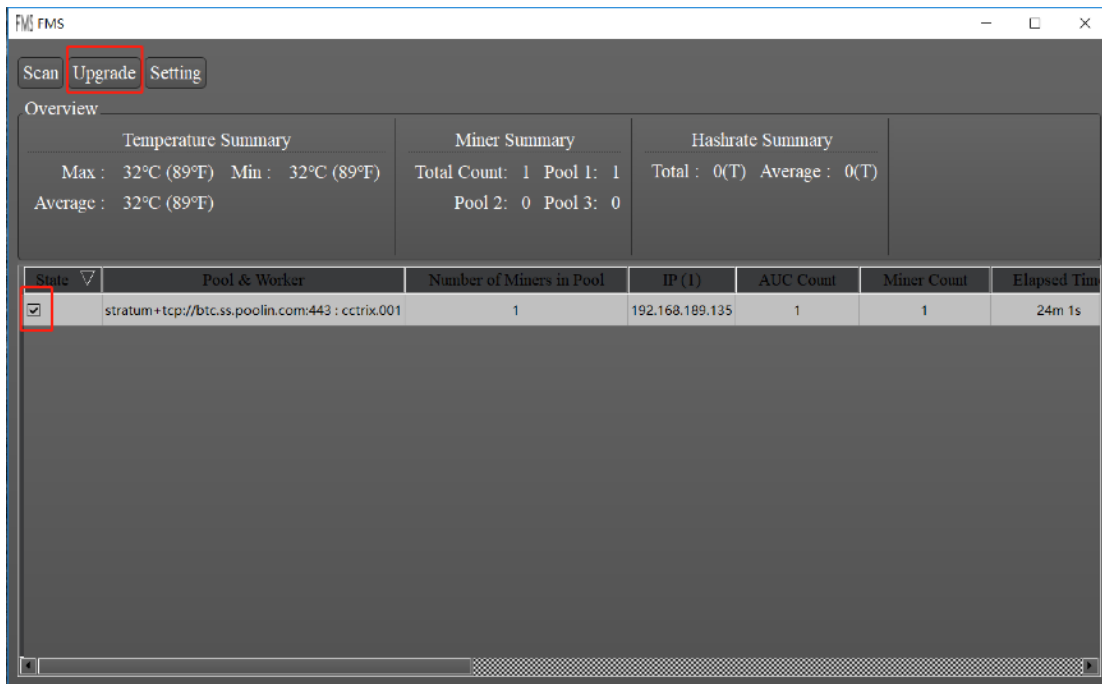 FMS FMS
Scan Upgrade Setting
Overview
Temperature Summary Miner Summary Hashrate Summary
Max : 32°C (89°F) Min : 32°C (89°F) Total Count: 1 Pool 1: 1 Total : 0(T) Average : 0(T)
Average : 32°C (89°F) Pool 2: 0 Pool 3: 0
State Pool & Worker Number of Miners in Pool IP (1) AUC Count Miner Count Elapsed Tim
stratum+tcp://btc.ss.poolin.com:443 : cctrix.001 1 192.168.189.135 1 1 24m 1s